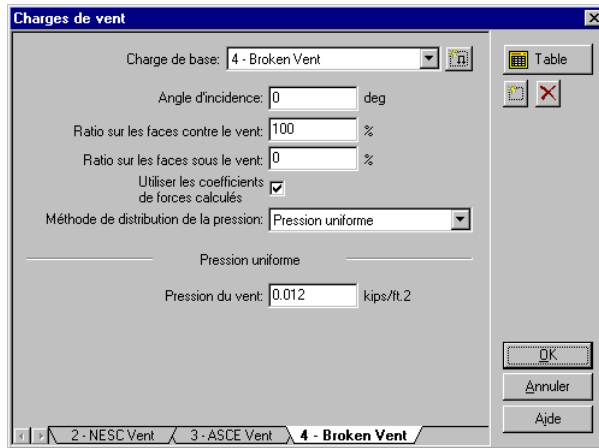 Charges de vent
Charge de base: 4 - Broken Vent
Table
Angle d'incidence: 0 deg
Ratio sur les faces contre le vent: 100 %
Ratio sur les faces sous le vent: 0 %
Utiliser les coefficients
de forces calculés
Méthode de distribution de la pression: Pression uniforme
Pression uniforme
Pression du vent: 0.012 kips/ft.2
OK
Annuler
Aide
2 - NESC Vent 3 - ASCE Vent 4 - Broken Vent